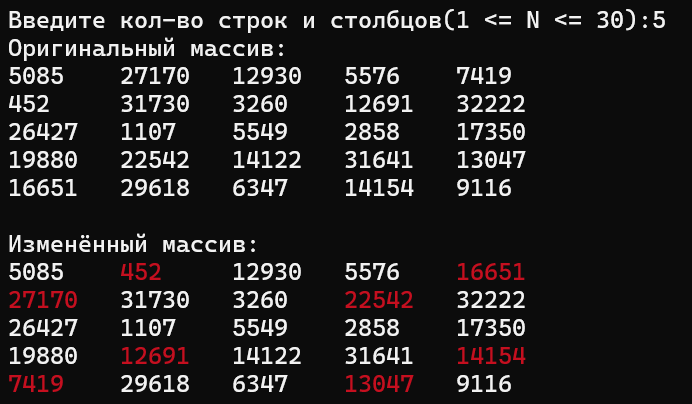 Введите кол-во строк и столбцов(1 <= N <= 30):5
Оригинальный массив:
5085 27170 12930 5576 7419
452 31730 3260 12691 32222
26427 1107 5549 2858 17350
19880 22542 14122 31641 13047
16651 29618 6347 14154 9116
Изменённый массив:
5085 452 12930 5576 16651
27170 31730 3260 22542 32222
26427 1107 5549 2858 17350
19880 12691 14122 31641 14154
7419 29618 6347 13047 9116